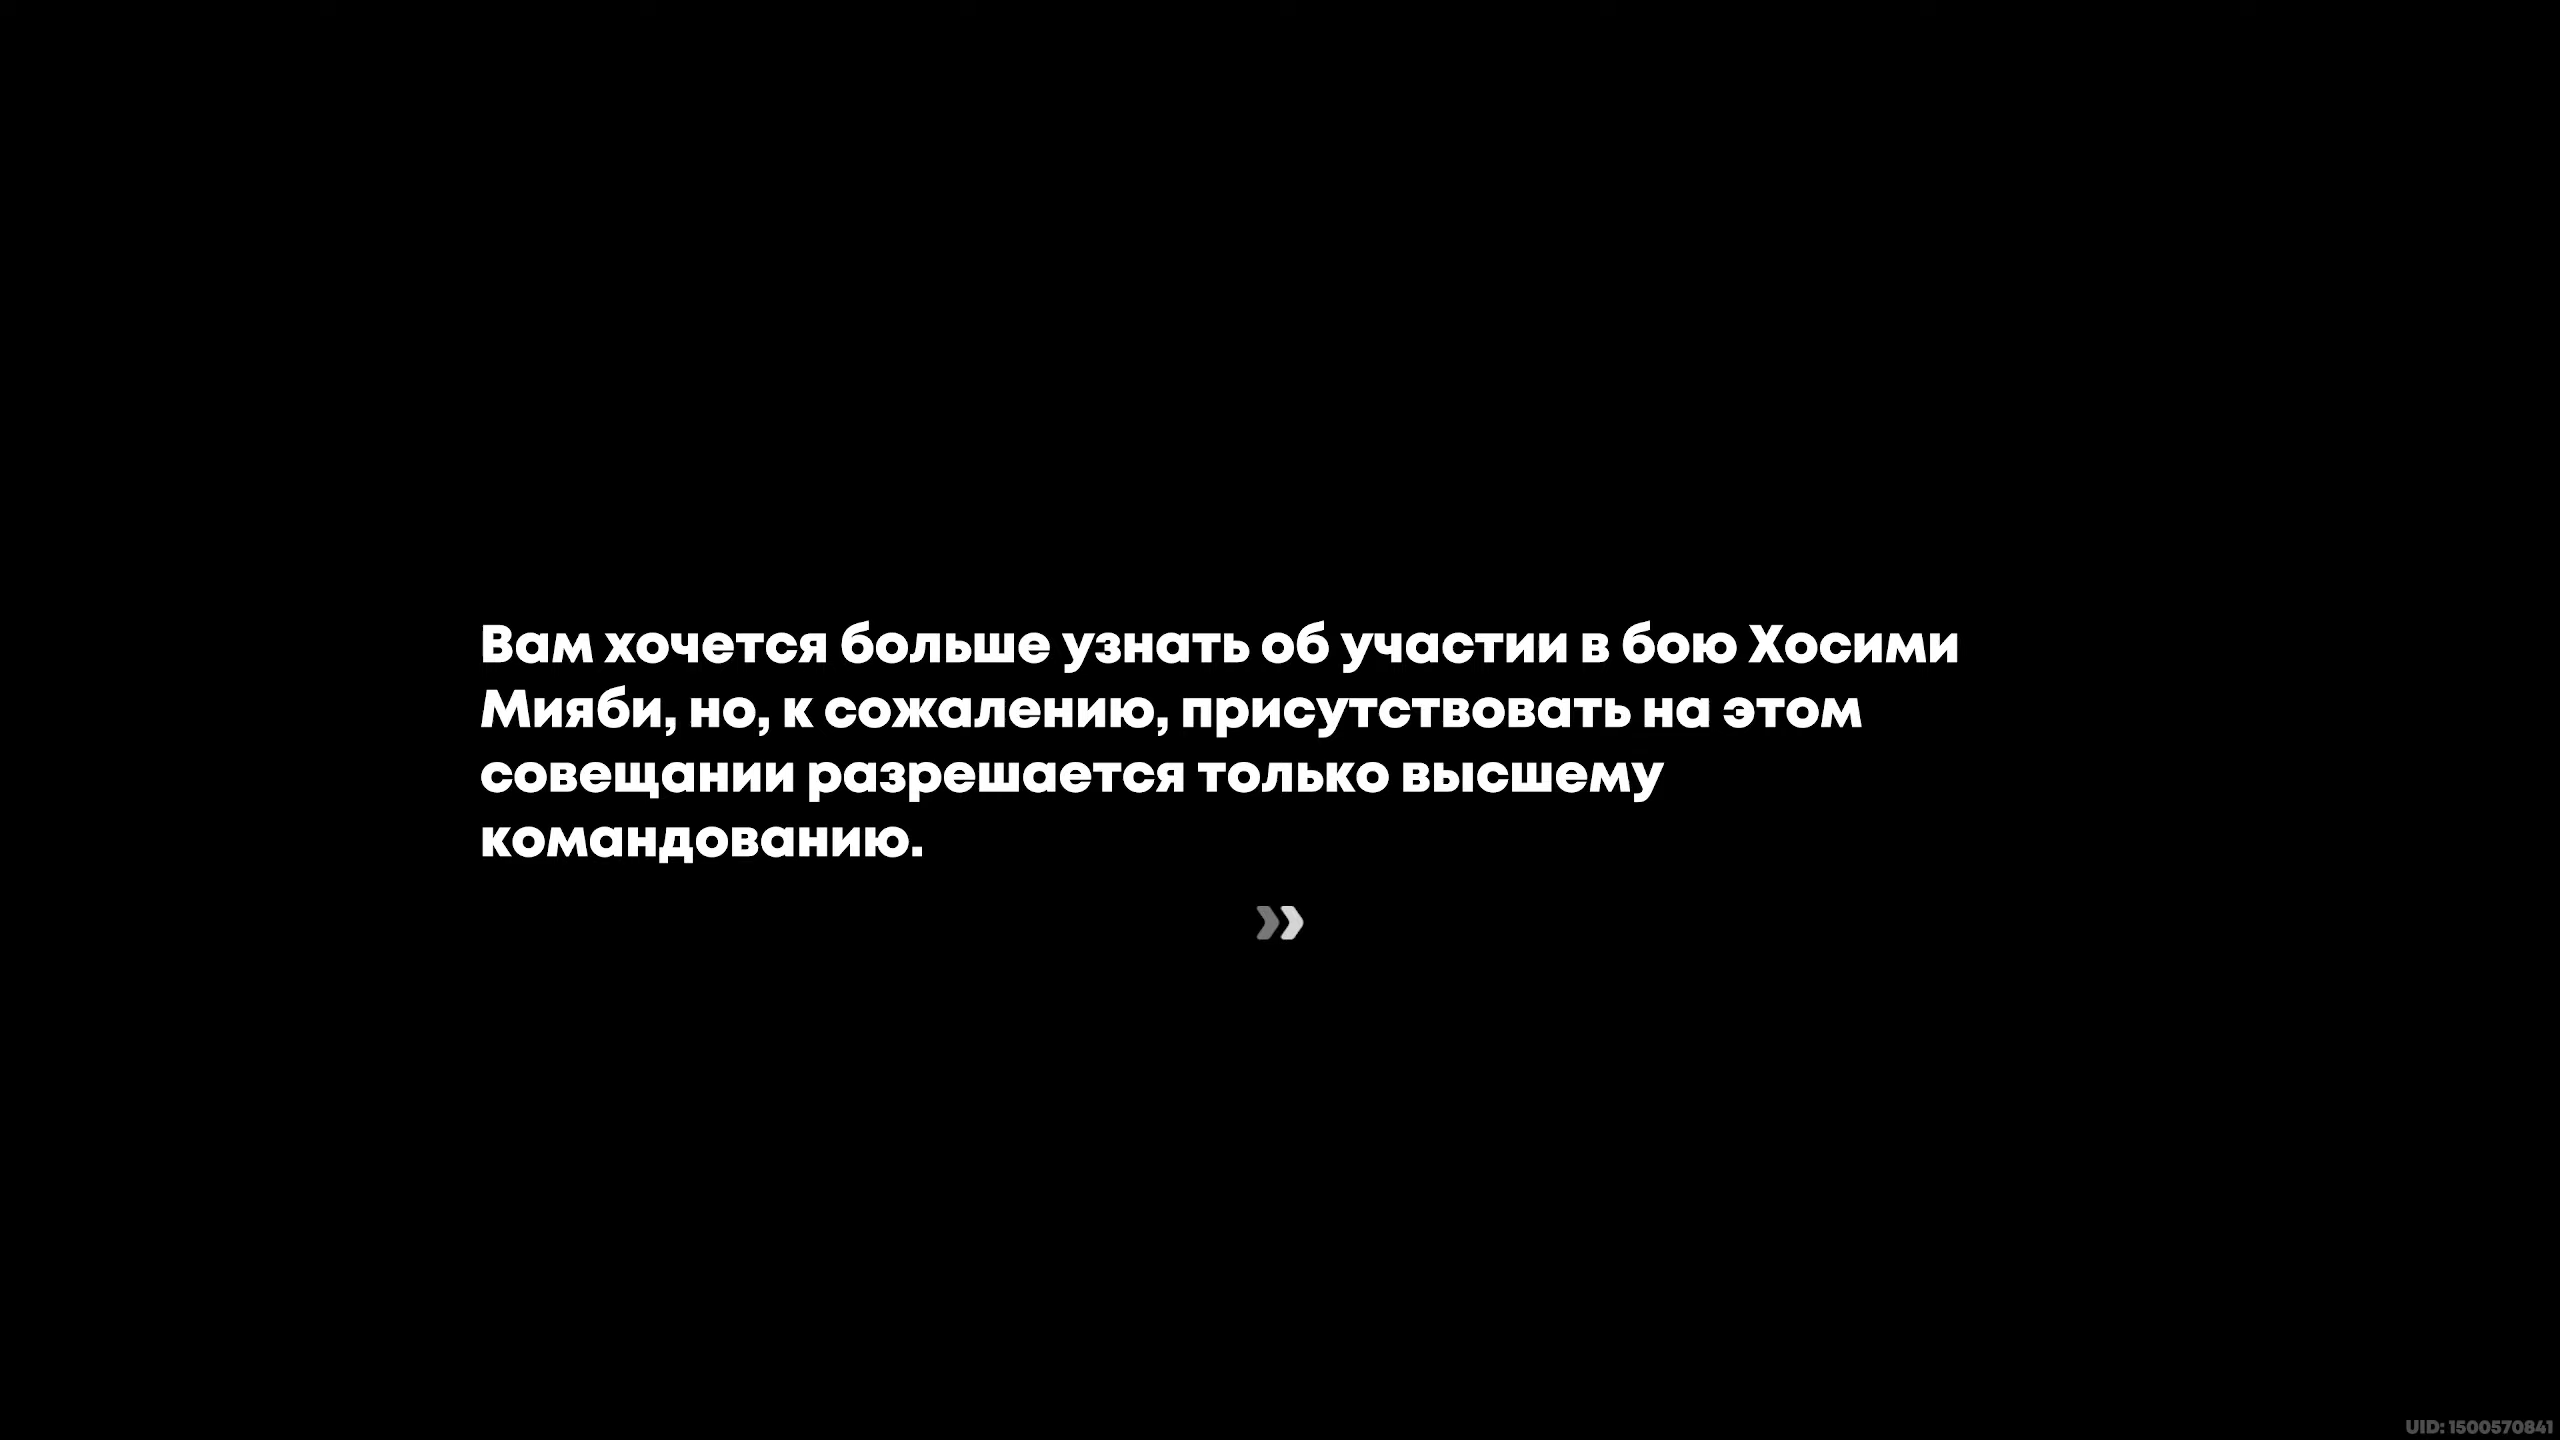 Вам хочется больше узнать об участии в бою Хосими
Мияби, но, к сожалению, присутствовать на этом
совещании разрешается только высшему
командованию.
UID: 1500570841